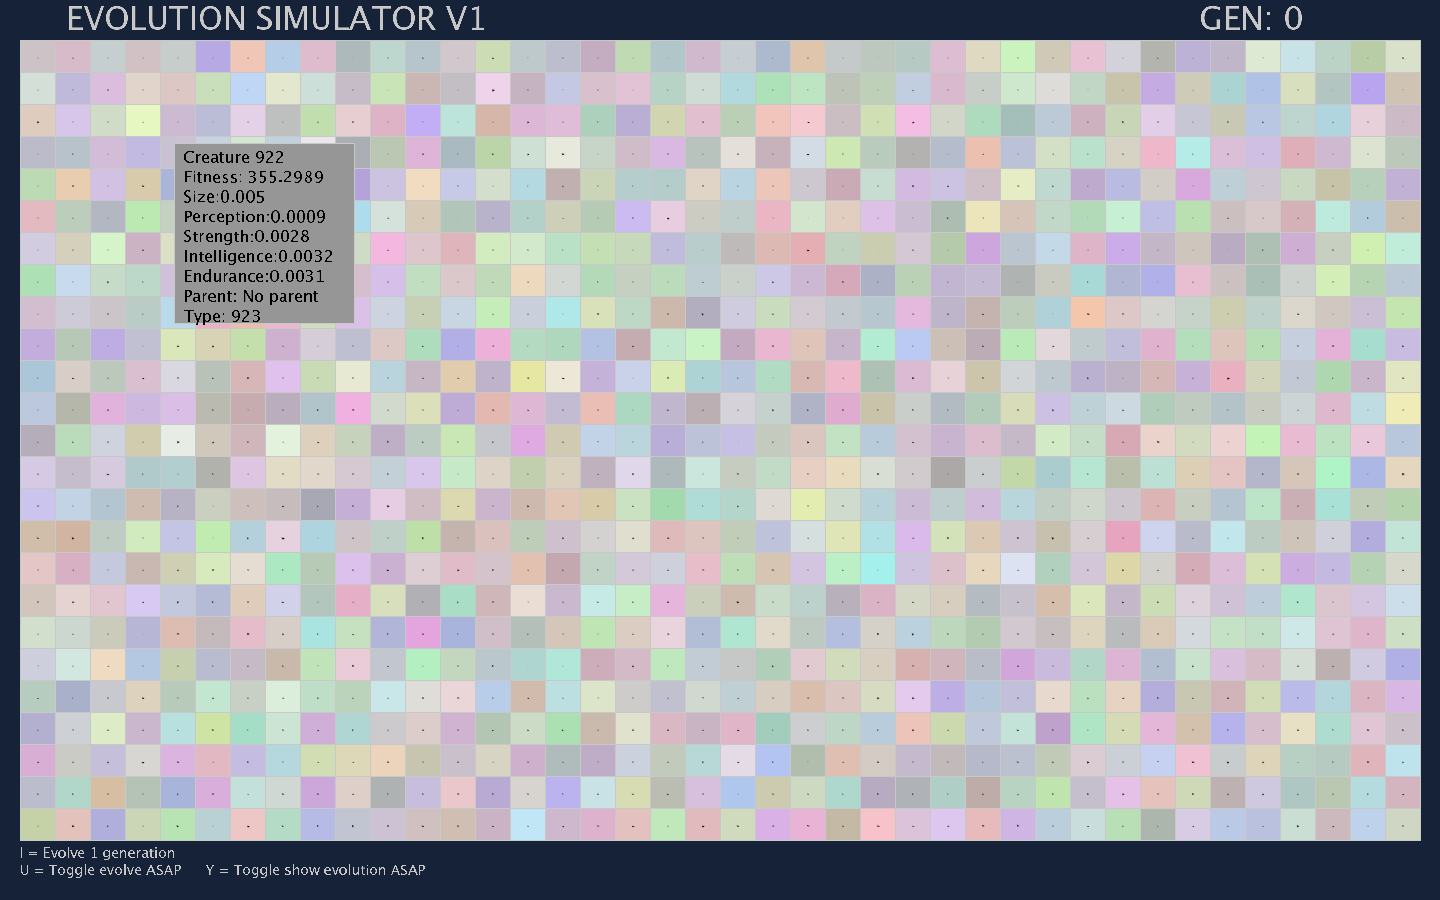 EVOLUTION SIMULATOR V1
GEN: 0
Creature 922
Fitness: 355.2989
Size:0.005
Perception:0.0009
Strength:0.0028
Intelligence:0.0032
Endurance:0.0031
Parent: No parent
Type: 923
I = Evolve 1 generation
U = Toggle evolve ASAP Y = Toggle show evolution ASAP